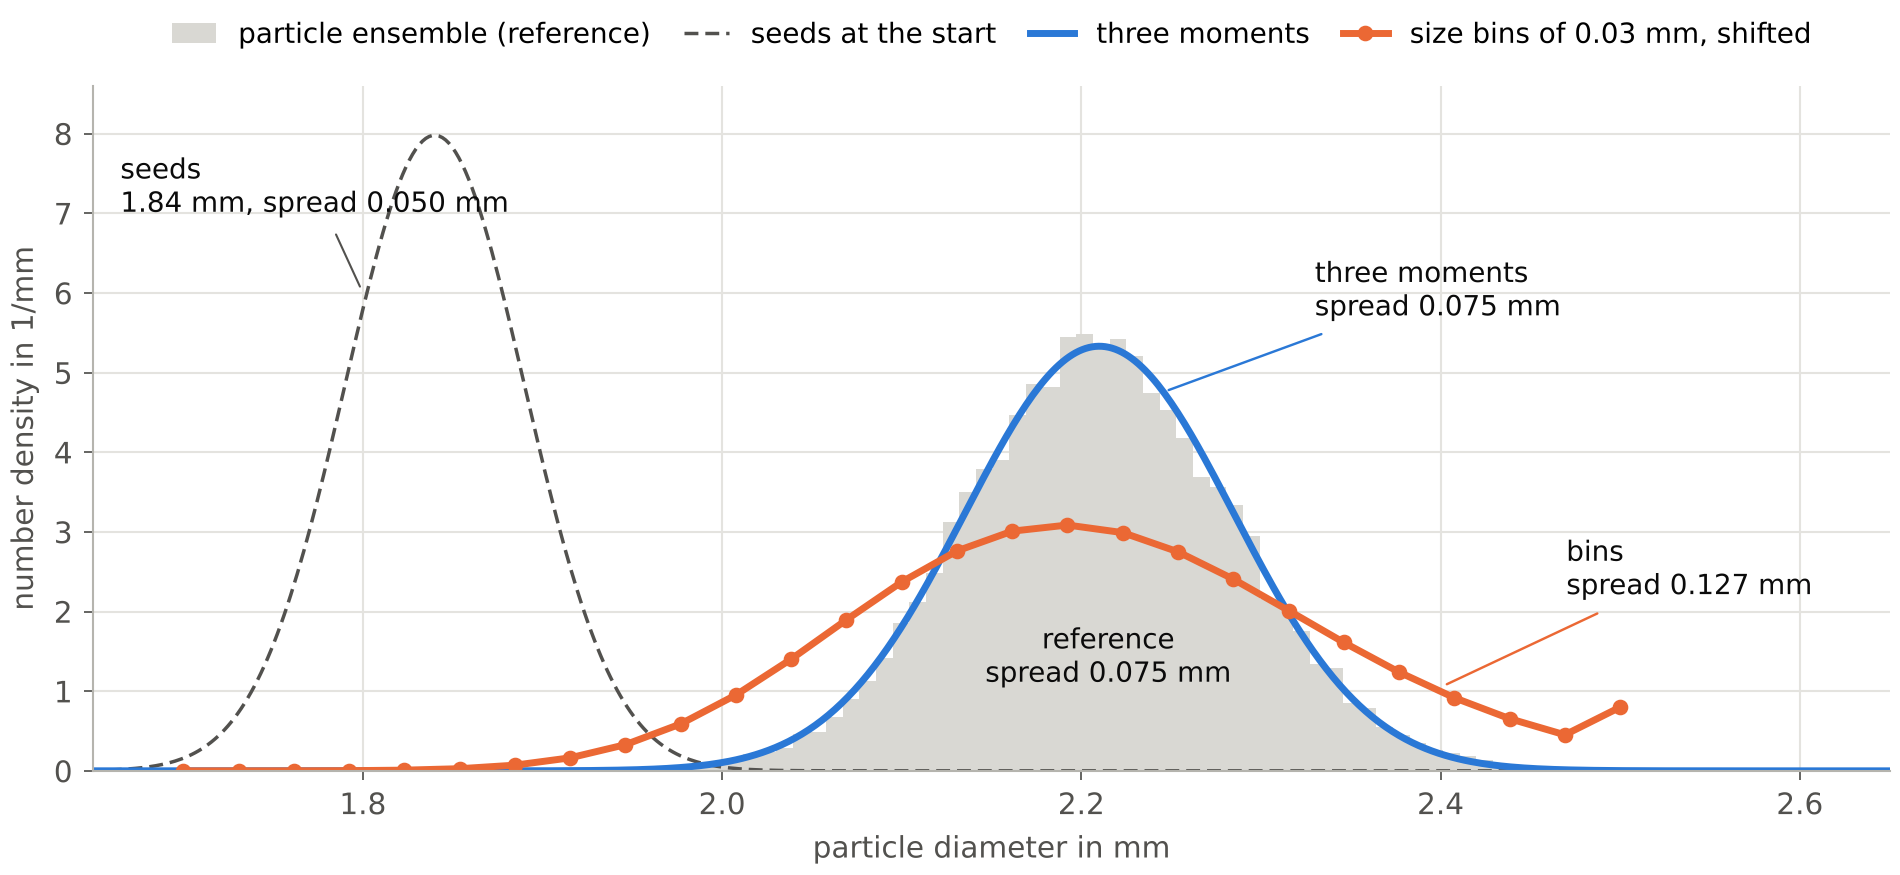 particle ensemble (reference)
seeds at the start
three moments
size bins of 0.03 mm, shifted
number density in 1/mm
8
7
6
5
4
3
2
1
0
seeds
1.84 mm, spread 0.050 mm
three moments
spread 0.075 mm
bins
spread 0.127 mm
reference
spread 0.075 mm
1.8
2.0
2.2
2.4
2.6
particle diameter in mm